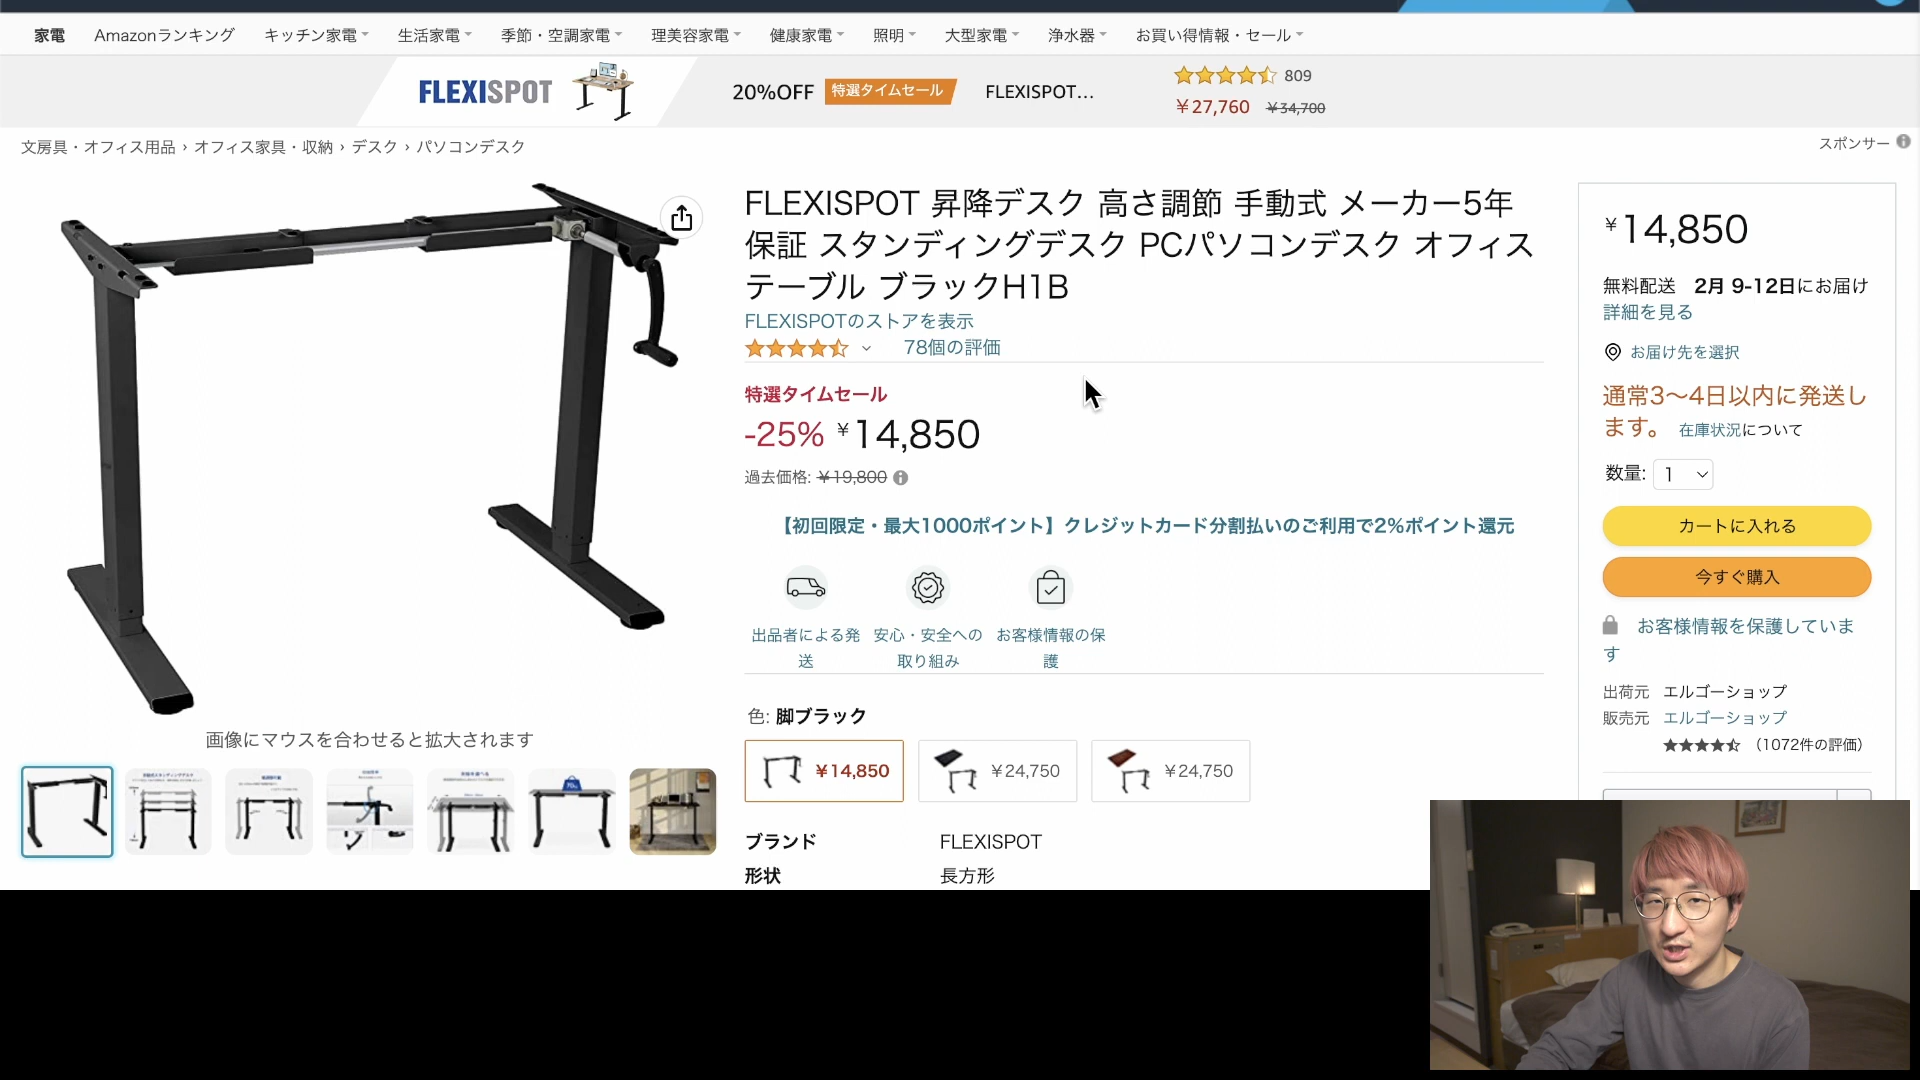 家電 Amazonランキング キッチン家電 生活家電 季節・空調家電 理美容家電 健康家電 照明 大型家電 浄水器 お買い得情報・セール
FLEXISPOT 20%OFF 特選タイムセール FLEXISPOT… 809
¥27,760 ¥34,700
文房具・オフィス用品 › オフィス家具・収納 › デスク › パソコンデスク
スポンサー
FLEXISPOT 昇降デスク 高さ調節 手動式 メーカー5年
保証 スタンディングデスク PCパソコンデスク オフィス
テーブル ブラックH1B
FLEXISPOTのストアを表示
78個の評価
特選タイムセール
-25% ¥14,850
過去価格: ¥19,800
【初回限定・最大1000ポイント】クレジットカード分割払いのご利用で2%ポイント還元
出品者による発
送
安心・安全への
取り組み
お客様情報の保
護
色: 脚ブラック
¥14,850 ¥24,750 ¥24,750
ブランド FLEXISPOT
形状 長方形
画像にマウスを合わせると拡大されます
70
¥14,850
無料配送 2月 9-12日にお届け
詳細を見る
お届け先を選択
通常3〜4日以内に発送し
ます。 在庫状況について
数量: 1
カートに入れる
今すぐ購入
お客様情報を保護していま
す
出荷元 エルゴーショップ
販売元 エルゴーショップ
(1072件の評価)